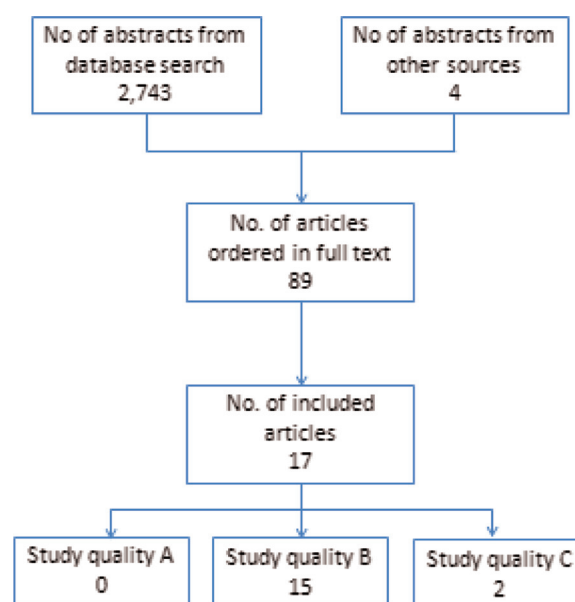 No of abstracts from
database search
2,743
No of abstracts from
other sources
4
No. of articles
ordered in full text
89
No. of included
articles
17
Study quality A
0
Study quality B
15
Study quality C
2